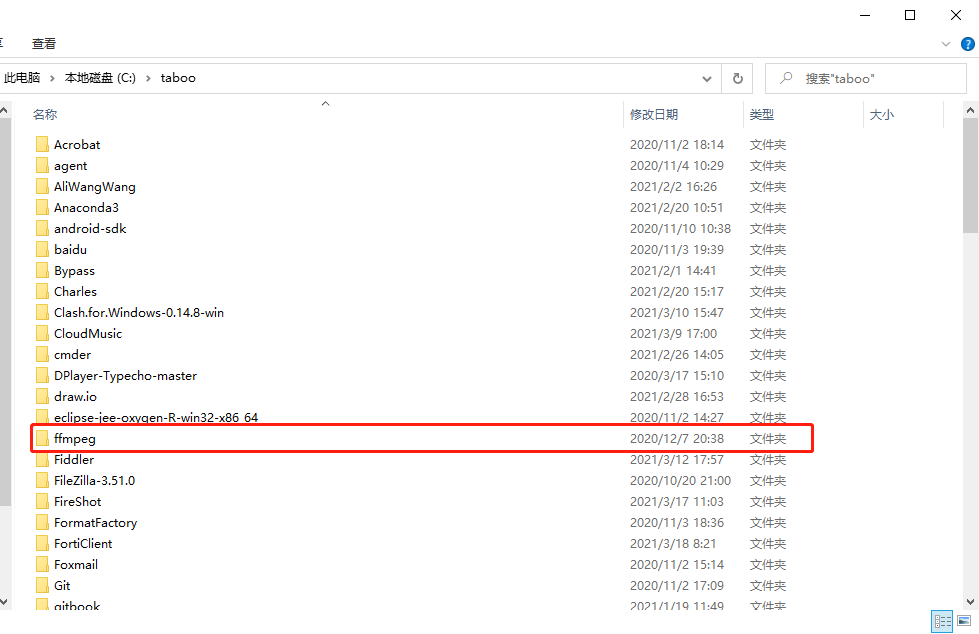 查看
此电脑 > 本地磁盘 (C:) > taboo 搜索"taboo"
名称 修改日期 类型 大小
Acrobat 2020/11/2 18:14 文件夹
agent 2020/11/4 10:29 文件夹
AliWangWang 2021/2/2 16:26 文件夹
Anaconda3 2021/2/20 10:51 文件夹
android-sdk 2020/11/10 10:38 文件夹
baidu 2020/11/3 19:39 文件夹
Bypass 2021/2/1 14:41 文件夹
Charles 2021/2/20 15:17 文件夹
Clash.for.Windows-0.14.8-win 2021/3/10 15:47 文件夹
CloudMusic 2021/3/9 17:00 文件夹
cmder 2021/2/26 14:05 文件夹
DPlayer-Typecho-master 2020/3/17 15:10 文件夹
draw.io 2021/2/28 16:53 文件夹
eclipse-jee-oxygen-R-win32-x86_64 2020/11/2 14:27 文件夹
ffmpeg 2020/12/7 20:38 文件夹
Fiddler 2021/3/12 17:57 文件夹
FileZilla-3.51.0 2020/10/20 21:00 文件夹
FireShot 2021/3/17 11:03 文件夹
FormatFactory 2020/11/3 18:36 文件夹
FortiClient 2021/3/18 8:21 文件夹
Foxmail 2020/11/2 15:14 文件夹
Git 2020/11/2 17:09 文件夹
gitbook 2021/1/19 11:49 文件夹